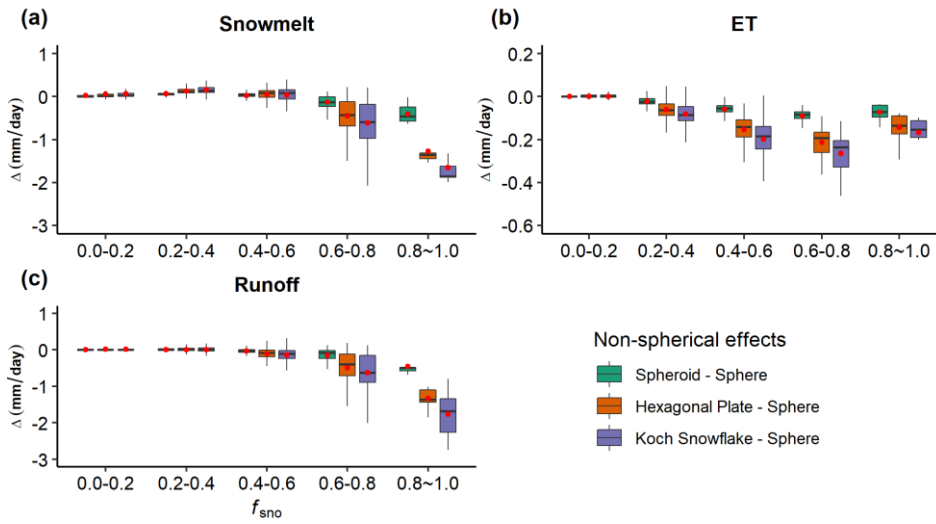 (a)
Snowmelt
Δ (mm/day)
1
0
-1
-2
-3
0.0-0.2 0.2-0.4 0.4-0.6 0.6-0.8 0.8~1.0
(b)
ET
Δ (mm/day)
0.2
0.0
-0.2
-0.4
-0.6
0.0-0.2 0.2-0.4 0.4-0.6 0.6-0.8 0.8~1.0
(c)
Runoff
Δ (mm/day)
1
0
-1
-2
-3
0.0-0.2 0.2-0.4 0.4-0.6 0.6-0.8 0.8~1.0
fsno
Non-spherical effects
Spheroid - Sphere
Hexagonal Plate - Sphere
Koch Snowflake - Sphere